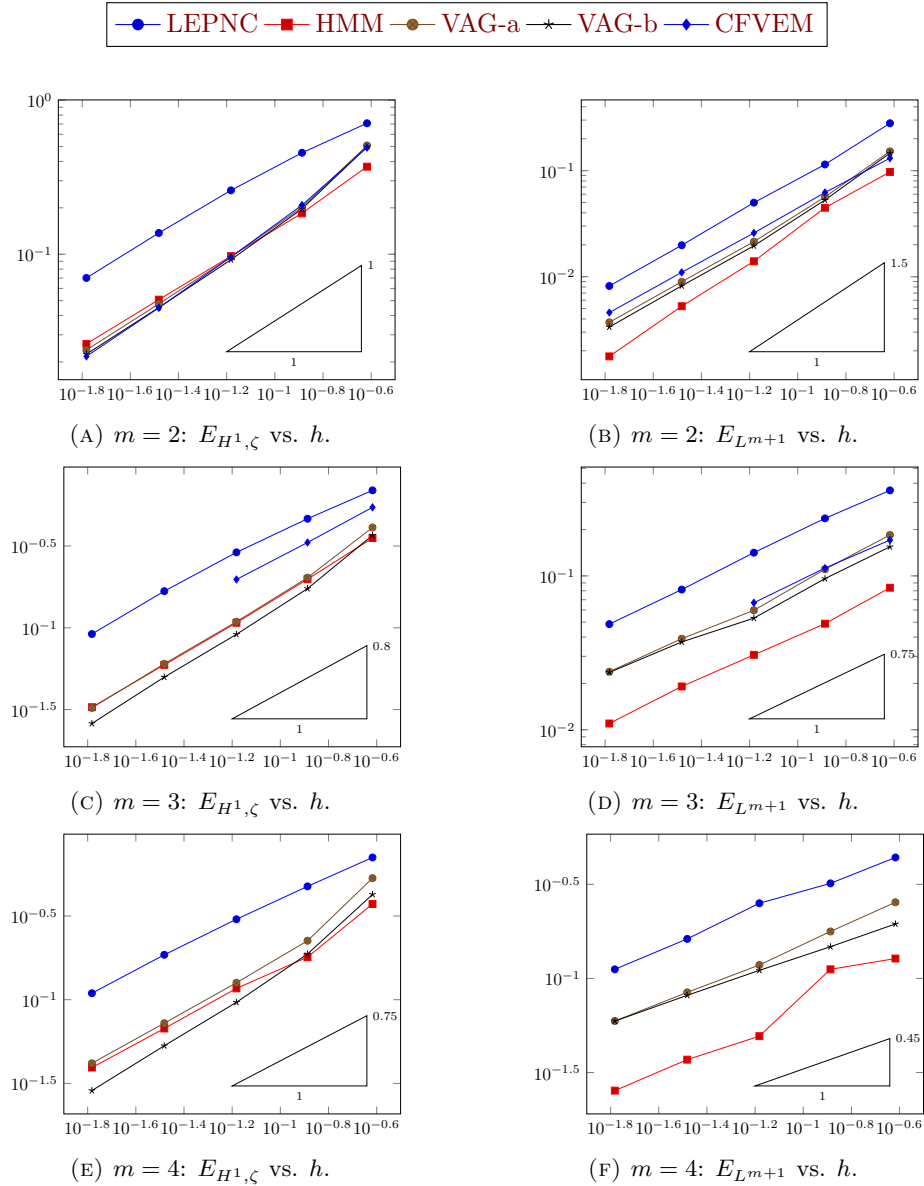 LEPNC HMM VAG-a VAG-b CFVEM
10^0
10^{-1}
1
1
10^{-1.8} 10^{-1.6} 10^{-1.4} 10^{-1.2} 10^{-1} 10^{-0.8} 10^{-0.6}
(A) m = 2: E_{H^1,ζ} vs. h.
10^{-1}
10^{-2}
1.5
1
10^{-1.8} 10^{-1.6} 10^{-1.4} 10^{-1.2} 10^{-1} 10^{-0.8} 10^{-0.6}
(B) m = 2: E_{L^{m+1}} vs. h.
10^{-0.5}
10^{-1}
10^{-1.5}
0.8
1
10^{-1.8} 10^{-1.6} 10^{-1.4} 10^{-1.2} 10^{-1} 10^{-0.8} 10^{-0.6}
(C) m = 3: E_{H^1,ζ} vs. h.
10^{-1}
10^{-2}
0.75
1
10^{-1.8} 10^{-1.6} 10^{-1.4} 10^{-1.2} 10^{-1} 10^{-0.8} 10^{-0.6}
(D) m = 3: E_{L^{m+1}} vs. h.
10^{-0.5}
10^{-1}
10^{-1.5}
0.75
1
10^{-1.8} 10^{-1.6} 10^{-1.4} 10^{-1.2} 10^{-1} 10^{-0.8} 10^{-0.6}
(E) m = 4: E_{H^1,ζ} vs. h.
10^{-0.5}
10^{-1}
10^{-1.5}
0.45
1
10^{-1.8} 10^{-1.6} 10^{-1.4} 10^{-1.2} 10^{-1} 10^{-0.8} 10^{-0.6}
(F) m = 4: E_{L^{m+1}} vs. h.